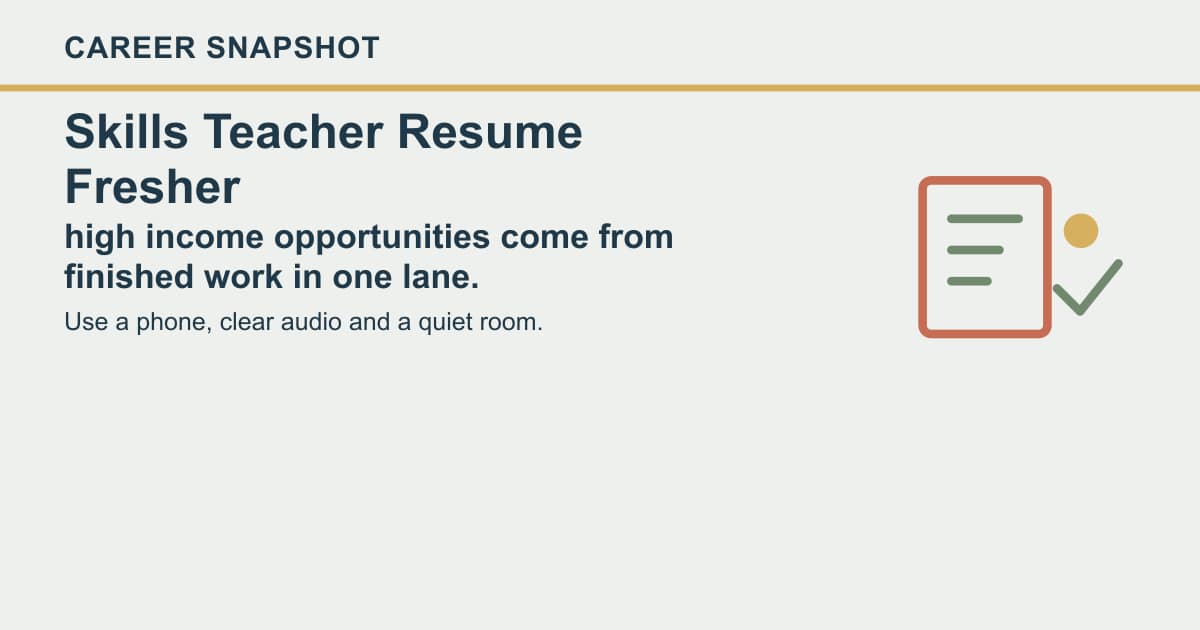 CAREER SNAPSHOT
Skills Teacher Resume
Fresher
high income opportunities come from
finished work in one lane.
Use a phone, clear audio and a quiet room.